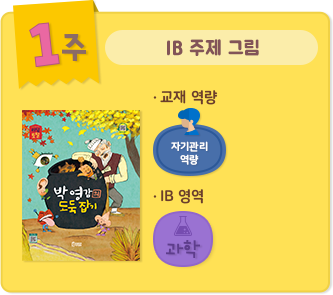 1주
IB 주제 그림
· 교재 역량
자기관리
역량
박 영감네
도둑 잡기
· IB 영역
과학